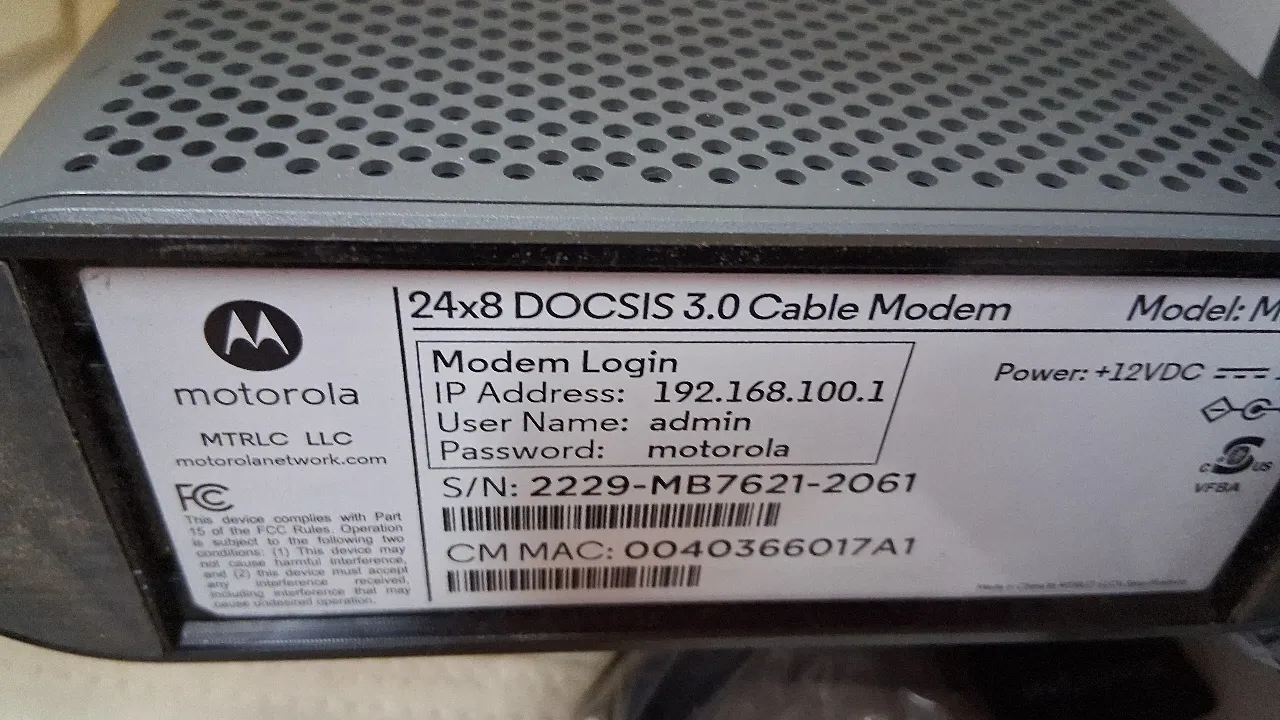 24x8 DOCSIS 3.0 Cable Modem
Model: M
motorola
MTRLC LLC
motorolanetwork.com
FC
This device complies with Part
15 of the FCC Rules. Operation
is subject to the following two
conditions: (1) This device may
not cause harmful interference,
and (2) this device must accept
any interference received,
including interference that may
cause undesired operation.
Modem Login
IP Address: 192.168.100.1
User Name: admin
Password: motorola
S/N: 2229-MB7621-2061
CM MAC: 0040366017A1
Power: +12VDC
c US
VFBA